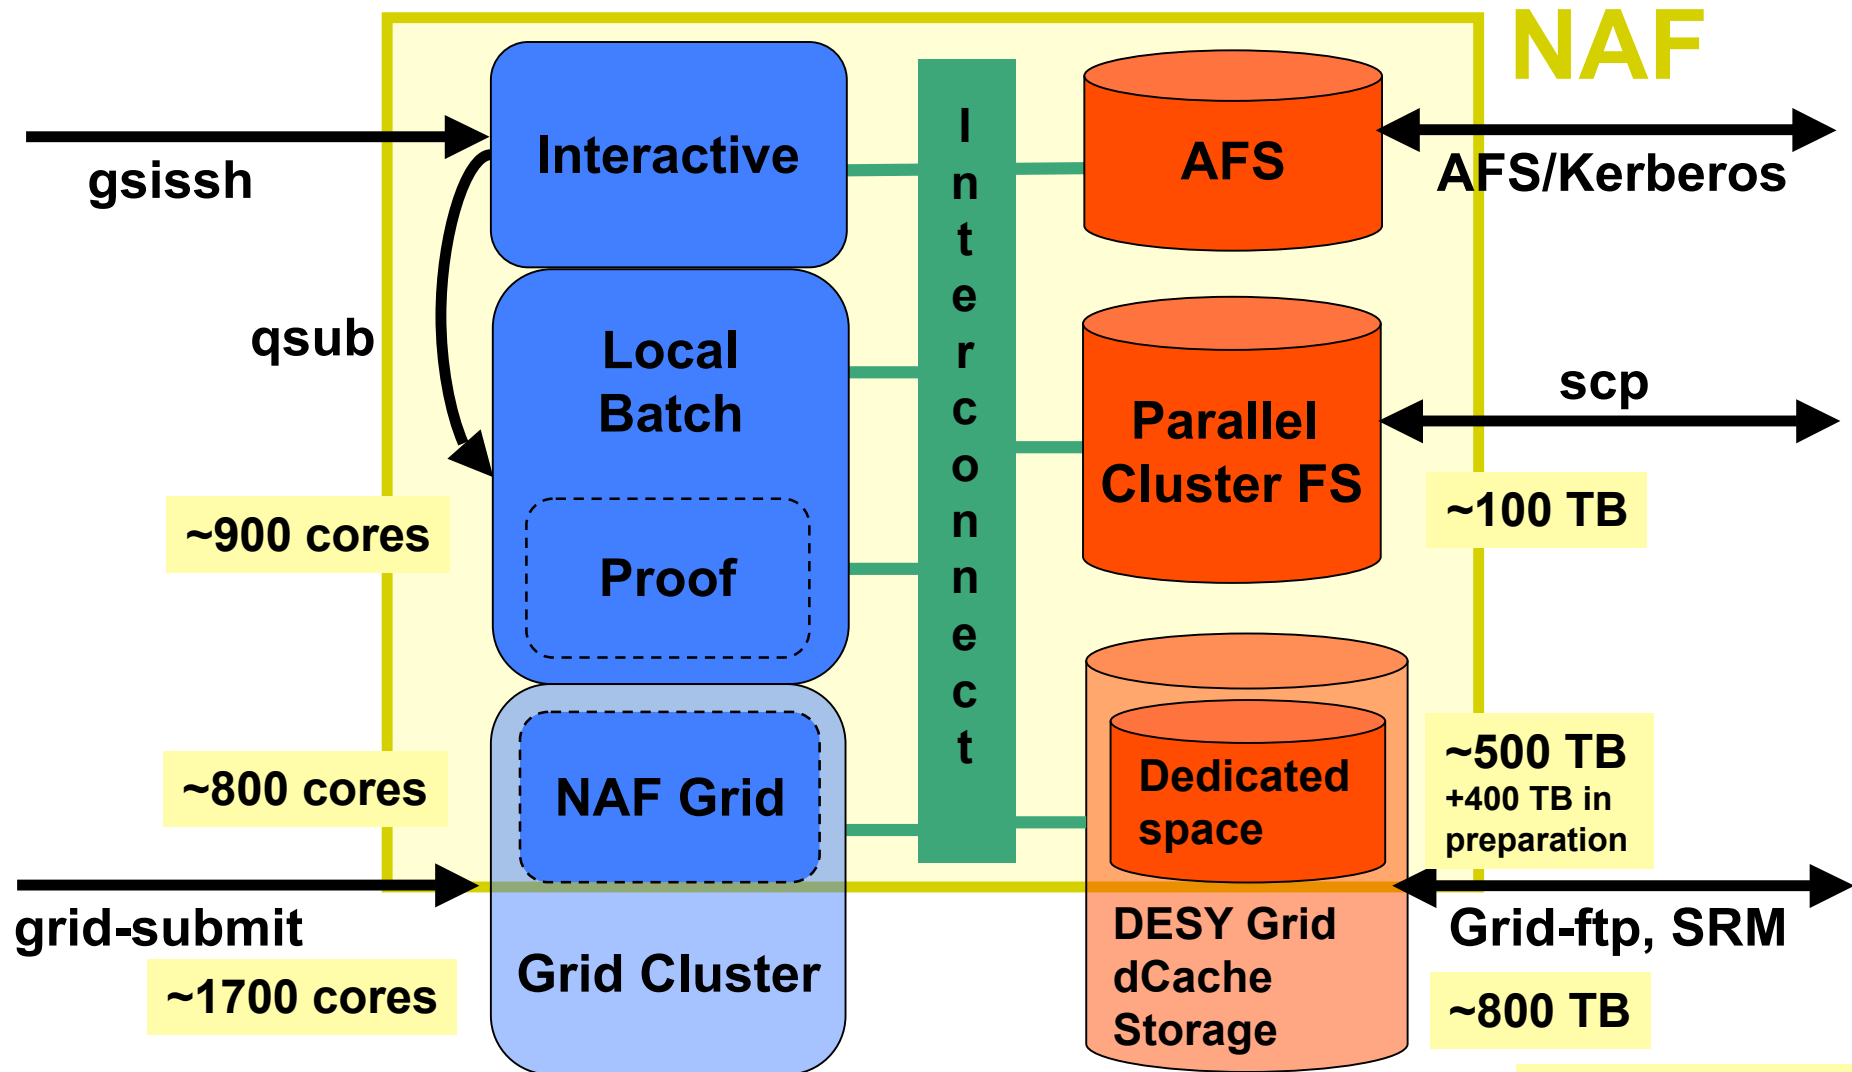 NAF
Interactive
gsissh
qsub
Local
Batch
~900 cores
Proof
~800 cores
NAF Grid
grid-submit
~1700 cores
Grid Cluster
Interconnect
AFS
AFS/Kerberos
scp
Parallel
Cluster FS
~100 TB
Dedicated
space
~500 TB
+400 TB in
preparation
DESY Grid
dCache
Storage
Grid-ftp, SRM
~800 TB